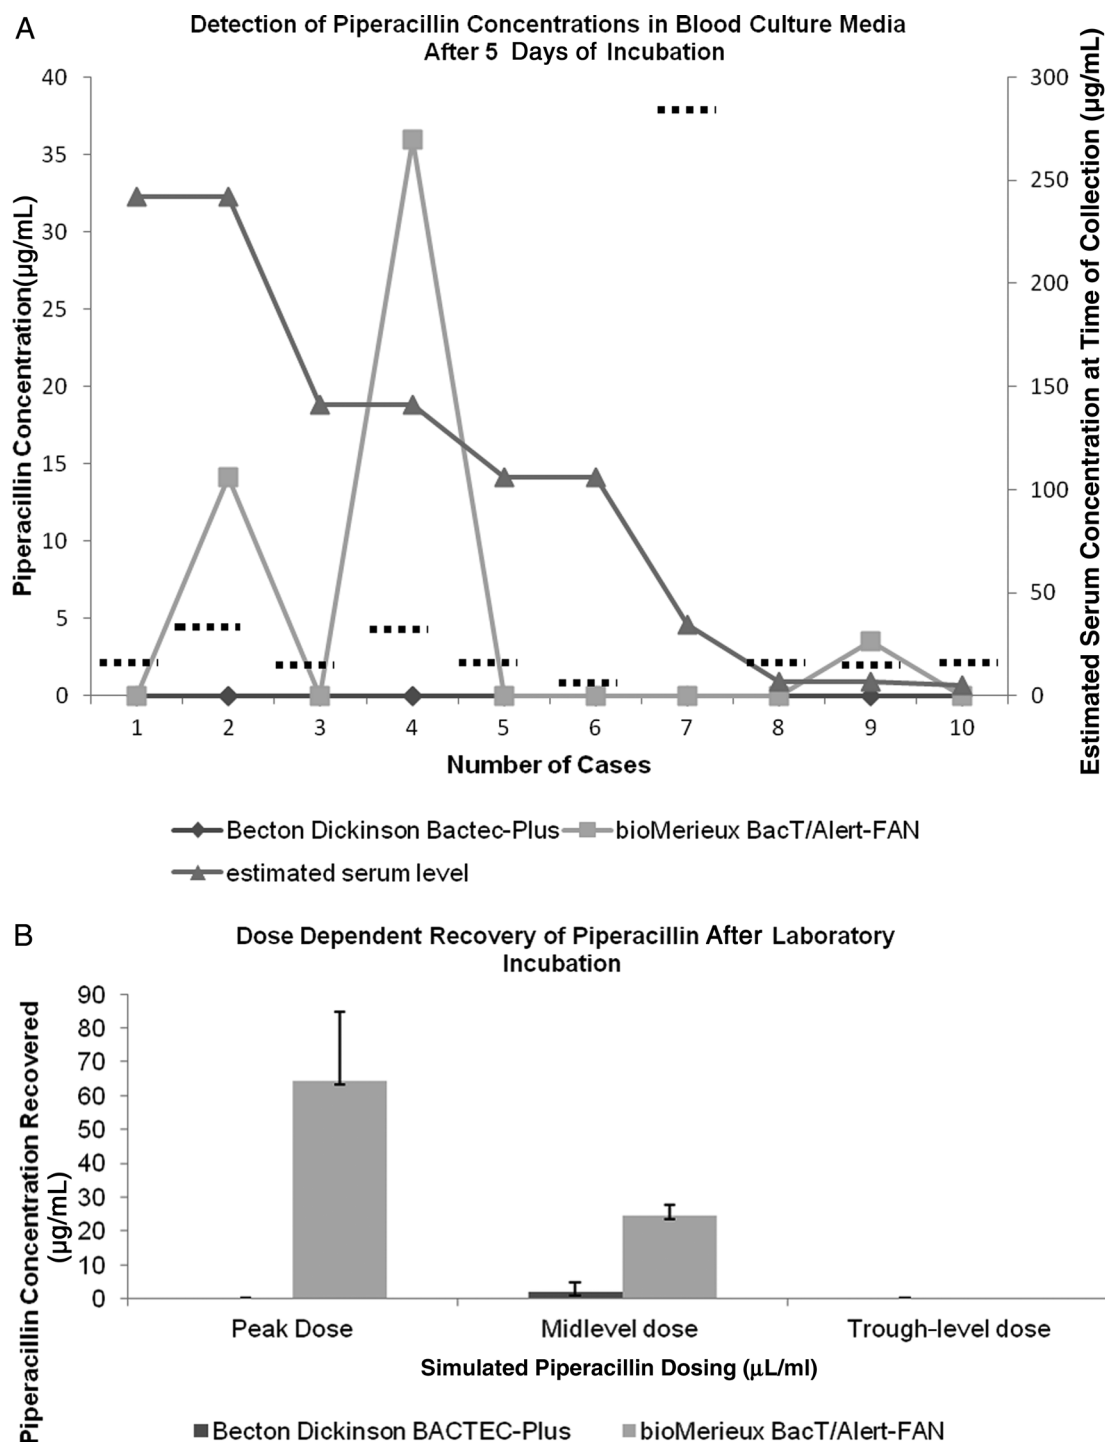 A
Detection of Piperacillin Concentrations in Blood Culture Media
After 5 Days of Incubation
Piperacillin Concentration(µg/mL)
40
35
30
25
20
15
10
5
0
300
250
200
150
100
50
0
Estimated Serum Concentration at Time of Collection (µg/mL)
1 2 3 4 5 6 7 8 9 10
Number of Cases
Becton Dickinson Bactec-Plus bioMerieux BacT/Alert-FAN
estimated serum level
B
Dose Dependent Recovery of Piperacillin After Laboratory
Incubation
Piperacillin Concentration Recovered
(µg/mL)
90
80
70
60
50
40
30
20
10
0
Peak Dose Midlevel dose Trough-level dose
Simulated Piperacillin Dosing (µL/ml)
Becton Dickinson BACTEC-Plus bioMerieux BacT/Alert-FAN